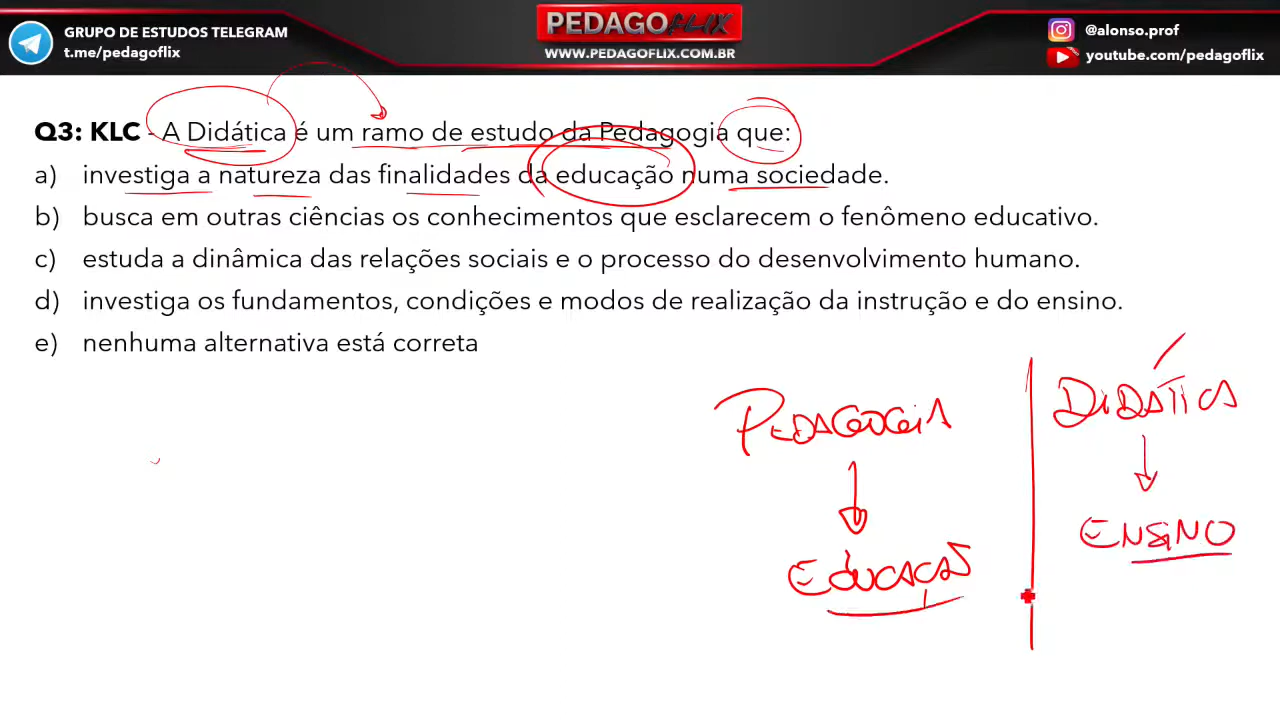 GRUPO DE ESTUDOS TELEGRAM
t.me/pedagoflix
PEDAGOFLIX
WWW.PEDAGOFLIX.COM.BR
@alonso.prof
youtube.com/pedagoflix
Q3: KLC - A Didática é um ramo de estudo da Pedagogia que:
a) investiga a natureza das finalidades da educação numa sociedade.
b) busca em outras ciências os conhecimentos que esclarecem o fenômeno educativo.
c) estuda a dinâmica das relações sociais e o processo do desenvolvimento humano.
d) investiga os fundamentos, condições e modos de realização da instrução e do ensino.
e) nenhuma alternativa está correta
PEDAGOGIA
EDUCAÇÃO
DIDÁTICA
ENSINO